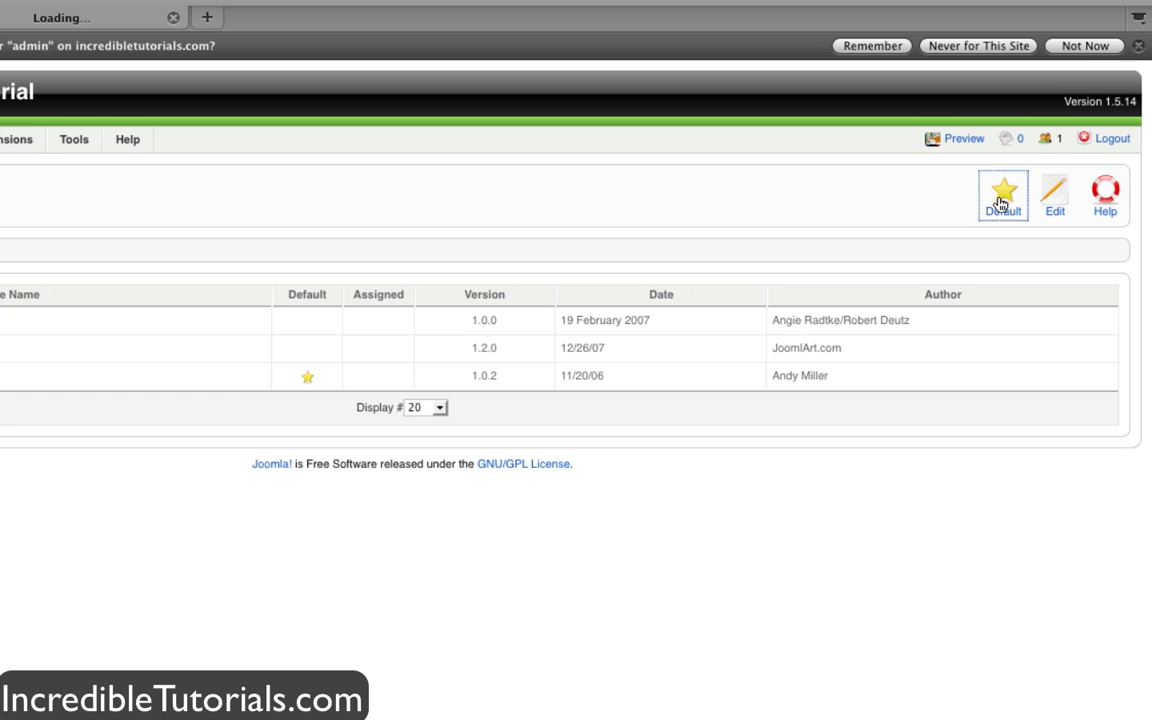 Loading...
r "admin" on incredibletutorials.com?
Remember
Never for This Site
Not Now
rial
Version 1.5.14
nsions
Tools
Help
Preview
0
1
Logout
Default
Edit
Help
e Name
Default
Assigned
Version
Date
Author
1.0.0
19 February 2007
Angie Radtke/Robert Deutz
1.2.0
12/26/07
JoomlArt.com
1.0.2
11/20/06
Andy Miller
Display #
20
Joomla! is Free Software released under the GNU/GPL License.
IncredibleTutorials.com